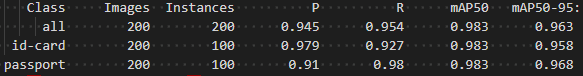 Class Images Instances P R mAP50 mAP50-95:
all 200 200 0.945 0.954 0.983 0.963
id-card 200 100 0.979 0.927 0.983 0.958
passport 200 100 0.91 0.98 0.983 0.968